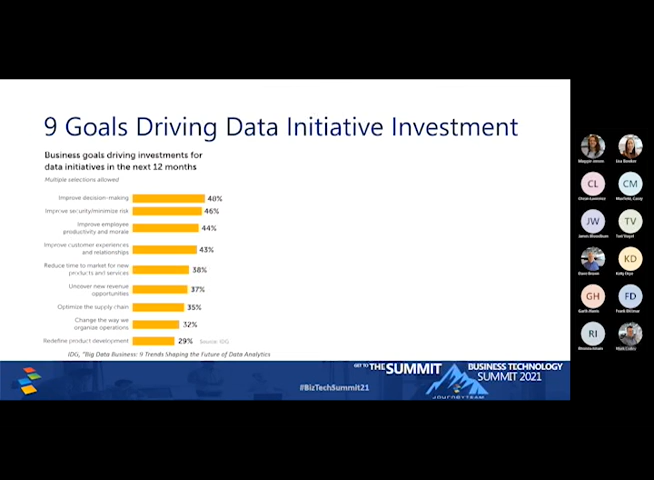 9 Goals Driving Data Initiative Investment
Business goals driving investments for
data initiatives in the next 12 months
Multiple selections allowed
Improve decision-making 48%
Improve security/minimize risk 46%
Improve employee
productivity and morale 44%
Improve customer experiences
and relationships 43%
Reduce time to market for new
products and services 38%
Uncover new revenue
opportunities 37%
Optimize the supply chain 35%
Change the way we
organize operations 32%
Redefine product development 29% Source: IDG
IDG, "Big Data Business: 9 Trends Shaping the Future of Data Analytics
#BizTechSummit21
GET TO THE SUMMIT
JOURNEYTEAM
BUSINESS TECHNOLOGY
SUMMIT 2021
CL CM
JW TV
KD
GH FD
RI